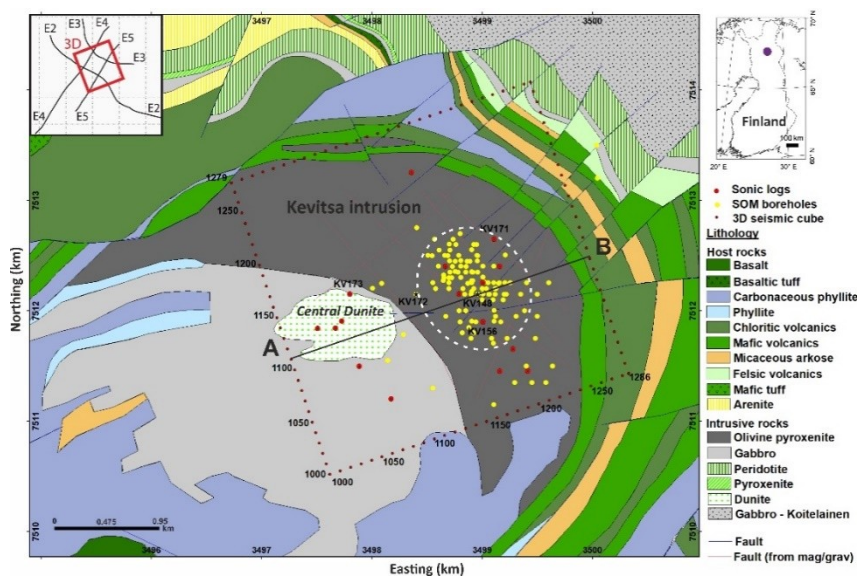 3497
3498
3499
3500
E3
E4
E2
3D
E5
E3
E4
E5
E2
7514
7513
7512
7511
7510
1279
1250
1200
1150
1100
1050
1000
1000
1050
1100
1150
1200
1250
1286
Kevitsa intrusion
KV171
B
KV173
KV172
KV148
Central Dunite
KV156
A
0 0.475 0.95
km
3496
3497
3498
3499
3500
Northing (km)
Easting (km)
Finland
100 km
20° E
30° E
Sonic logs
SOM boreholes
3D seismic cube
Lithology
Host rocks
Basalt
Basaltic tuff
Carbonaceous phyllite
Phyllite
Chloritic volcanics
Mafic volcanics
Micaceous arkose
Felsic volcanics
Mafic tuff
Arenite
Intrusive rocks
Olivine pyroxenite
Gabbro
Peridotite
Pyroxenite
Dunite
Gabbro - Koitelainen
Fault
Fault (from mag/grav)